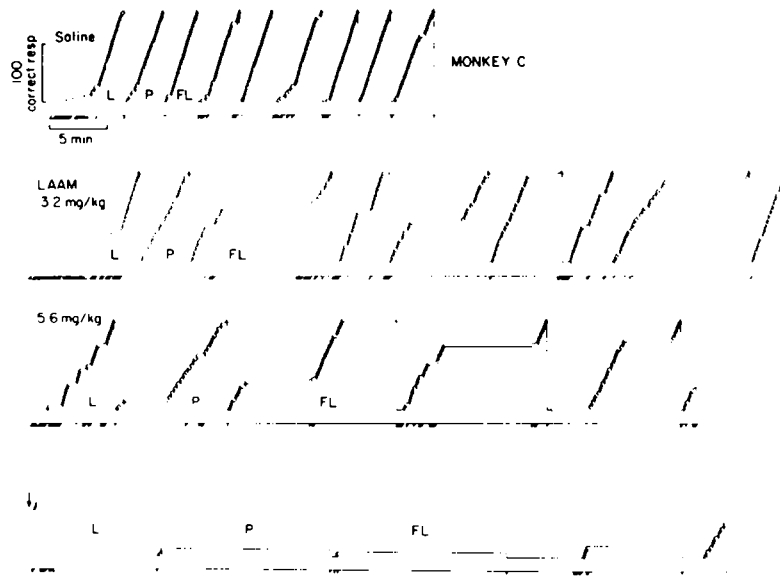 Saline
100
correct resp
L P FL
MONKEY C
5 min
LAAM
3.2 mg/kg
L P FL
5.6 mg/kg
L P FL
L P FL